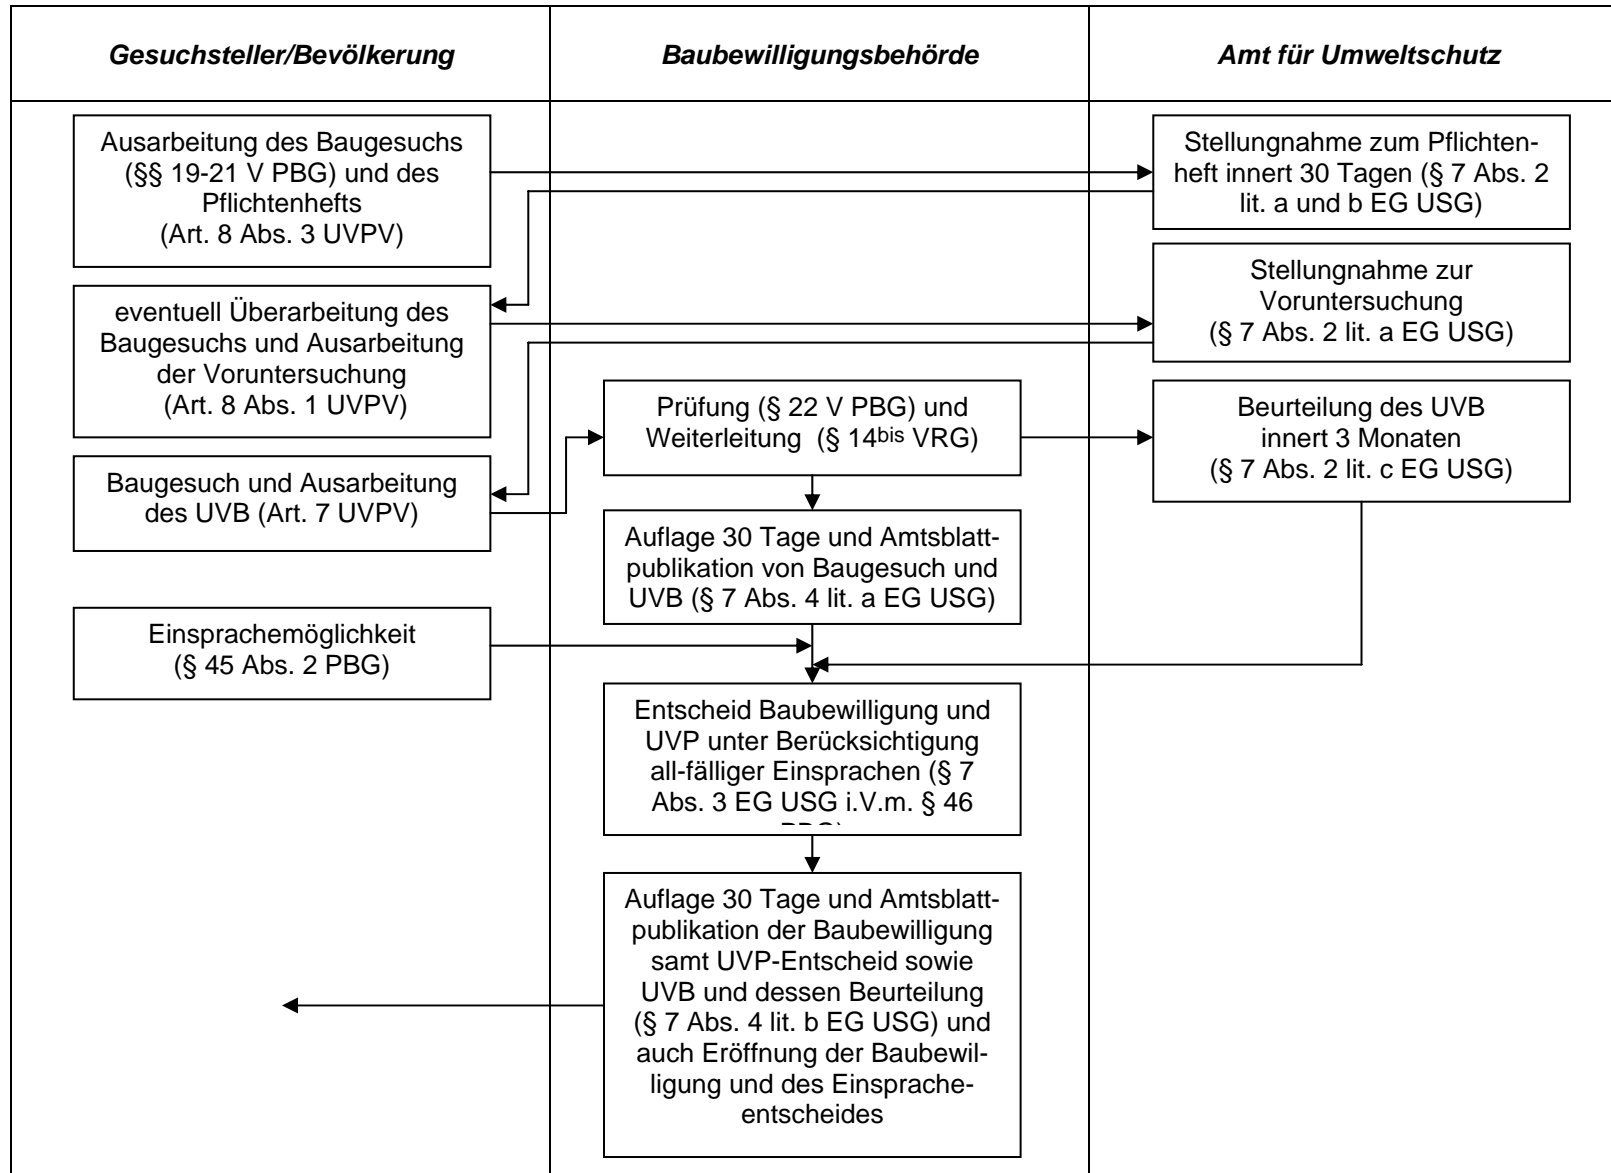 Gesuchsteller/Bevölkerung
Baubewilligungsbehörde
Amt für Umweltschutz
Ausarbeitung des Baugesuchs
(§§ 19-21 V PBG) und des
Pflichtenhefts
(Art. 8 Abs. 3 UVPV)
Stellungnahme zum Pflichten-
heft innert 30 Tagen (§ 7 Abs. 2
lit. a und b EG USG)
eventuell Überarbeitung des
Baugesuchs und Ausarbeitung
der Voruntersuchung
(Art. 8 Abs. 1 UVPV)
Stellungnahme zur
Voruntersuchung
(§ 7 Abs. 2 lit. a EG USG)
Baugesuch und Ausarbeitung
des UVB (Art. 7 UVPV)
Prüfung (§ 22 V PBG) und
Weiterleitung (§ 14bis VRG)
Beurteilung des UVB
innert 3 Monaten
(§ 7 Abs. 2 lit. c EG USG)
Auflage 30 Tage und Amtsblatt-
publikation von Baugesuch und
UVB (§ 7 Abs. 4 lit. a EG USG)
Einsprachemöglichkeit
(§ 45 Abs. 2 PBG)
Entscheid Baubewilligung und
UVP unter Berücksichtigung
all-fälliger Einsprachen (§ 7
Abs. 3 EG USG i.V.m. § 46
Auflage 30 Tage und Amtsblatt-
publikation der Baubewilligung
samt UVP-Entscheid sowie
UVB und dessen Beurteilung
(§ 7 Abs. 4 lit. b EG USG) und
auch Eröffnung der Baubewil-
ligung und des Einsprache-
entscheides